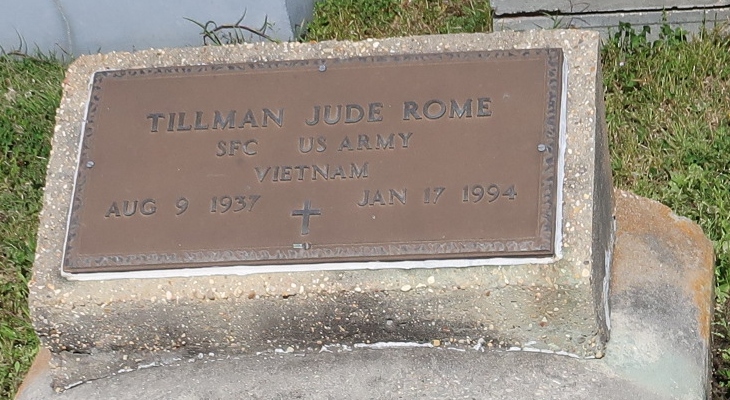 TILLMAN JUDE ROME
SFC US ARMY
VIETNAM
AUG 9 1937 JAN 17 1994